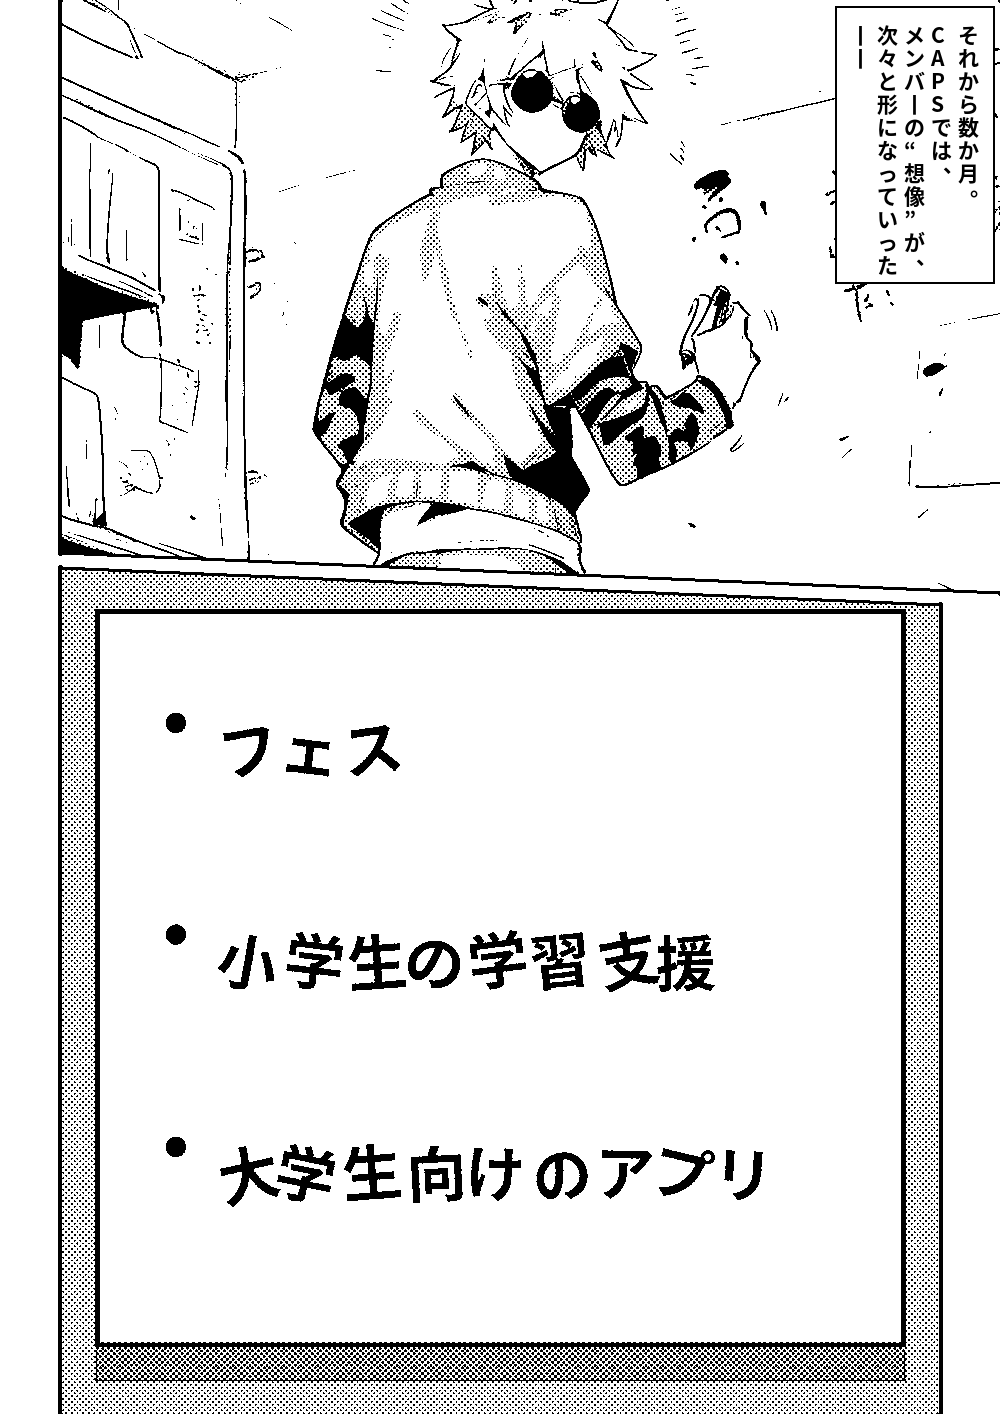 それから数か月。
CAPSでは、
メンバーの“想像”が、
次々と形になっていった
――
・フェス
・小学生の学習支援
・大学生向けのアプリ